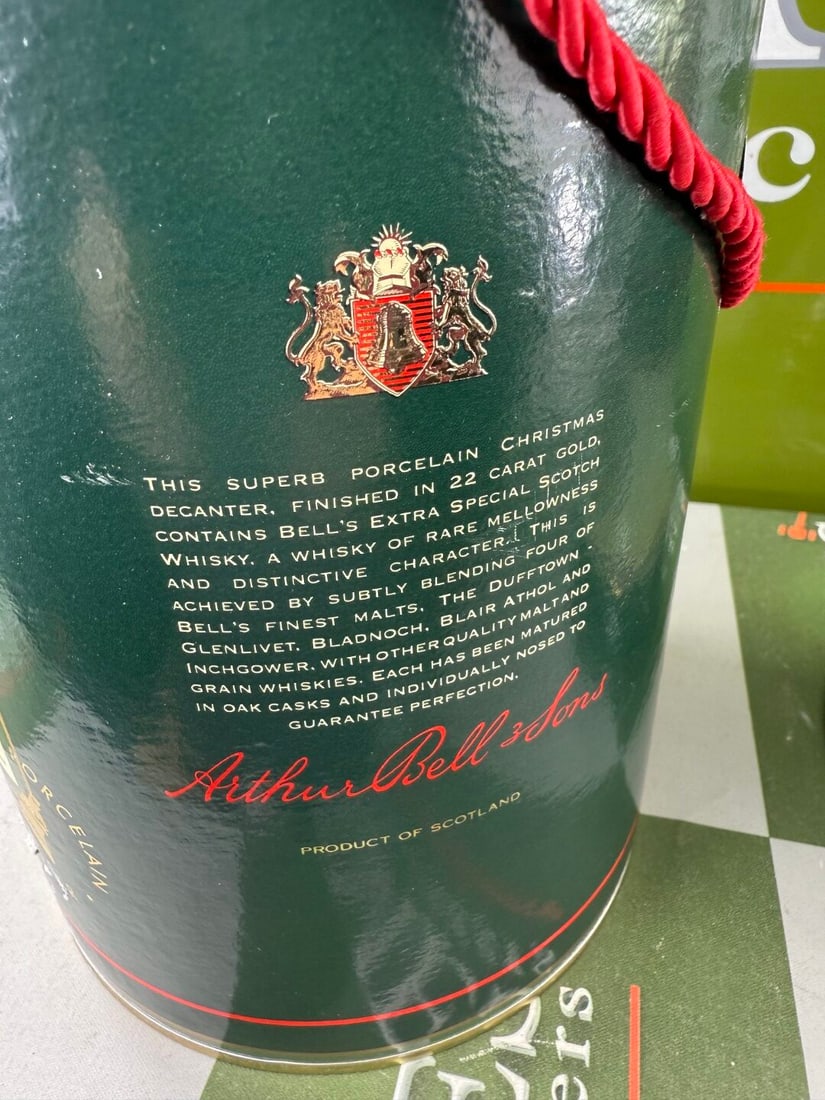 THIS SUPERB PORCELAIN CHRISTMAS
DECANTER, FINISHED IN 22 CARAT GOLD,
CONTAINS BELL'S EXTRA SPECIAL SCOTCH
WHISKY. A WHISKY OF RARE MELLOWNESS
AND DISTINCTIVE CHARACTER. THIS IS
ACHIEVED BY SUBTLY BLENDING FOUR OF
BELL'S FINEST MALTS, THE DUFFTOWN -
GLENLIVET, BLADNOCH, BLAIR ATHOL AND
INCHGOWER, WITH OTHER QUALITY MALT AND
GRAIN WHISKIES. EACH HAS BEEN MATURED
IN OAK CASKS AND INDIVIDUALLY NOSED TO
GUARANTEE PERFECTION.
Arthur Bell & Sons
PRODUCT OF SCOTLAND
PORCELAIN
c
ers